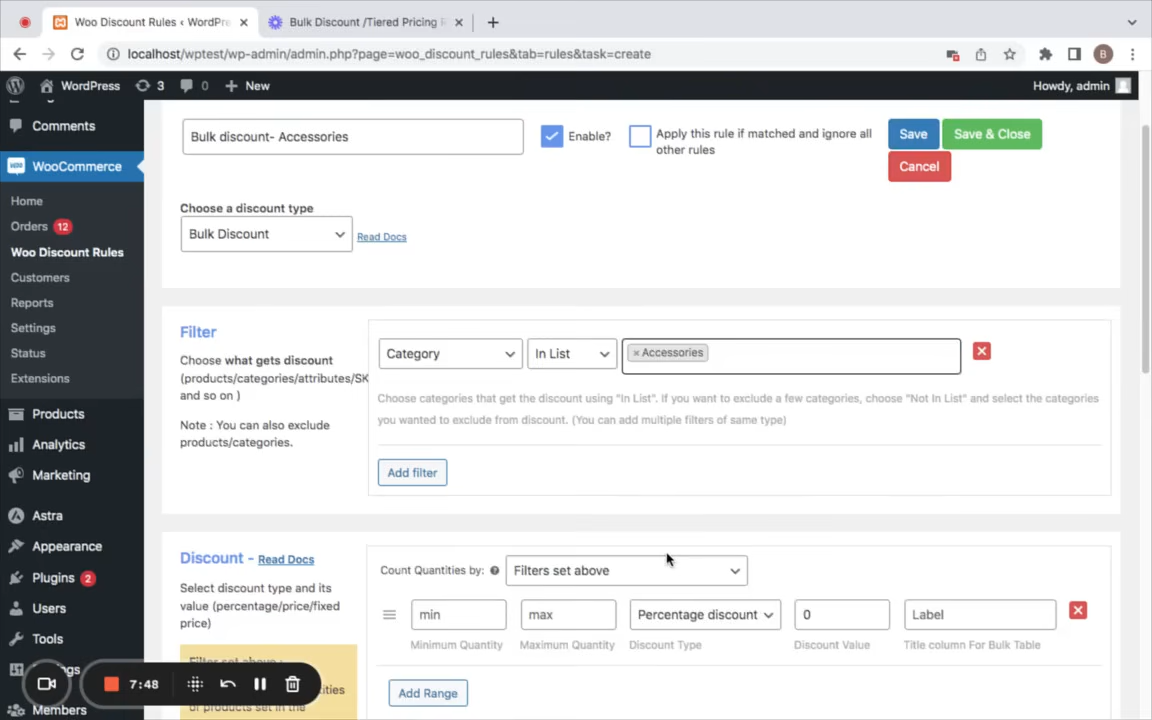 Woo Discount Rules ‹ WordPre
Bulk Discount /Tiered Pricing R
localhost/wptest/wp-admin/admin.php?page=woo_discount_rules&tab=rules&task=create
B
WordPress
3
0
New
Howdy, admin
Comments
WooCommerce
Home
Orders 12
Woo Discount Rules
Customers
Reports
Settings
Status
Extensions
Products
Analytics
Marketing
Astra
Appearance
Plugins 2
Users
Tools
Members
7:48
Bulk discount- Accessories
Enable?
Apply this rule if matched and ignore all
other rules
Save
Save & Close
Cancel
Choose a discount type
Bulk Discount
Read Docs
Filter
Choose what gets discount
(products/categories/attributes/SK
and so on )
Note : You can also exclude
products/categories.
Category
In List
× Accessories
Choose categories that get the discount using "In List". If you want to exclude a few categories, choose "Not In List" and select the categories
you wanted to exclude from discount. (You can add multiple filters of same type)
Add filter
Discount - Read Docs
Select discount type and its
value (percentage/price/fixed
price)
Filter set above :
ities
of products set in the
Count Quantities by:
Filters set above
min
max
Percentage discount
0
Label
Minimum Quantity
Maximum Quantity
Discount Type
Discount Value
Title column For Bulk Table
Add Range